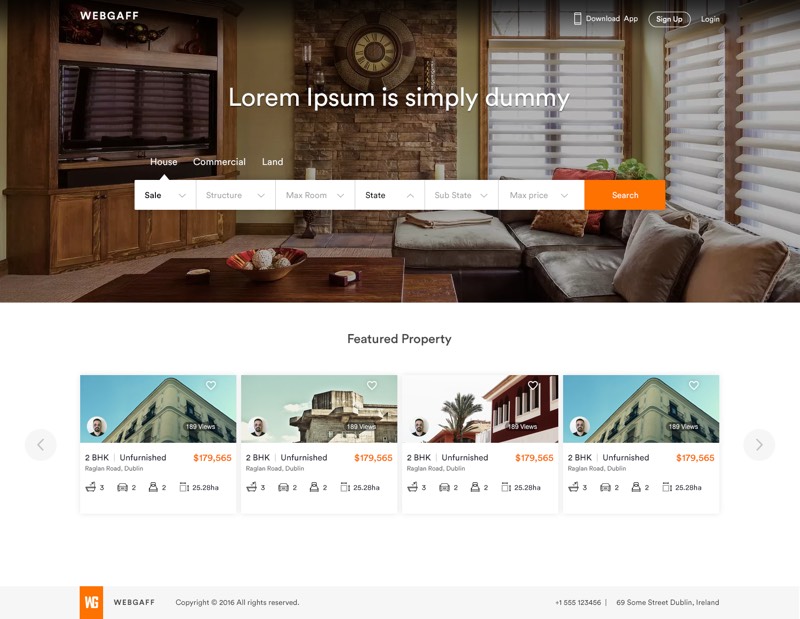 WEBGAFF
Download App
Sign Up
Login
Lorem Ipsum is simply dummy
House
Commercial
Land
Sale
Structure
Max Room
State
Sub State
Max price
Search
Featured Property
189 Views
189 Views
189 Views
189 Views
2 BHK | Unfurnished $179,565
Raglan Road, Dublin
3 2 2 25.28ha
2 BHK | Unfurnished $179,565
Raglan Road, Dublin
3 2 2 25.28ha
2 BHK | Unfurnished $179,565
Raglan Road, Dublin
3 2 2 25.28ha
2 BHK | Unfurnished $179,565
Raglan Road, Dublin
3 2 2 25.28ha
WG
WEBGAFF
Copyright © 2016 All rights reserved.
+1 555 123456 | 69 Some Street Dublin, Ireland